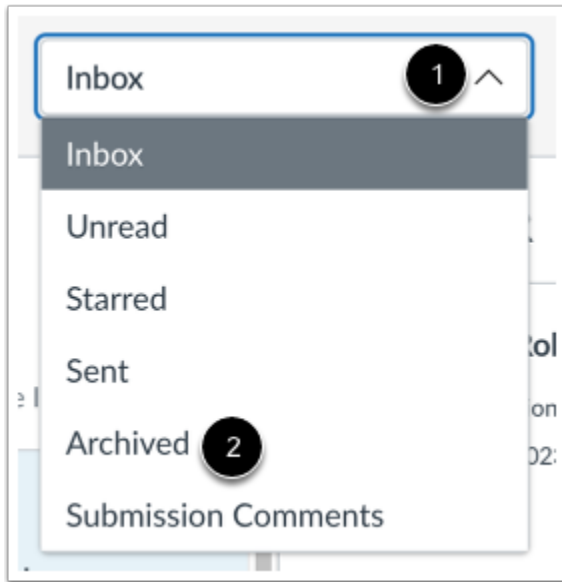 Inbox 1
Inbox
Unread
Starred
Sent
Archived 2
Submission Comments